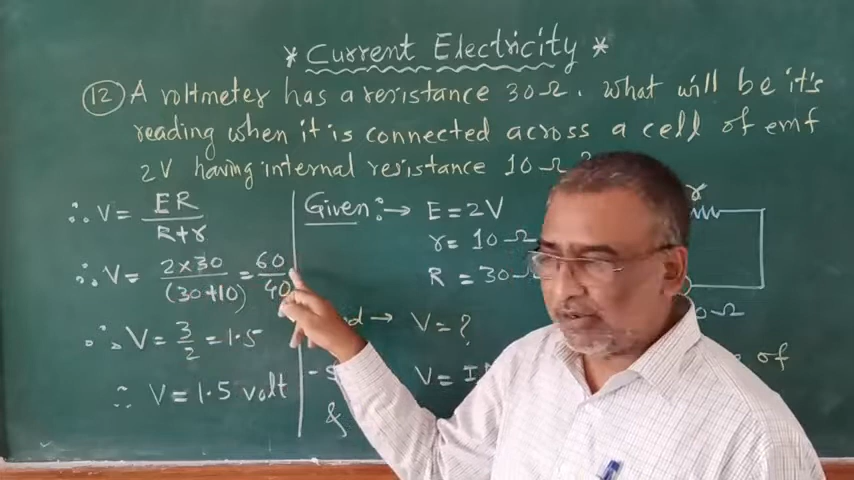 * Current Electricity *
(12) A voltmeter has a resistance 30Ω. What will be it's
reading when it is connected across a cell of emf
2V having internal resistance 10Ω ?
∴ V = ER / R+r
∴ V = 2×30 / (30+10) = 60 / 40
∴ V = 3/2 = 1.5
∴ V = 1.5 volt
Given :→ E = 2V
r = 10Ω
R = 30Ω
→ V = ?
V = I
&
r
Ω
of